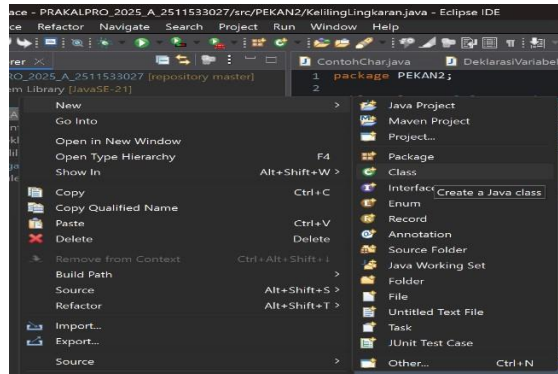 ace - PRAKALPRO_2025_A_2511533027/src/PEKAN2/KelilingLingkaran.java - Eclipse IDE
ce Refactor Navigate Search Project Run Window Help
rer
ContohChar.java
DeklarasiVariabel
RO_2025_A_2511533027 [repository master]
1 package PEKAN2;
em Library [JavaSE-21]
2
New >
Go Into
Open in New Window
Open Type Hierarchy F4
Show In Alt+Shift+W >
Copy Ctrl+C
Copy Qualified Name
Paste Ctrl+V
Delete Delete
Remove from Context Ctrl+Alt+Shift+↓
Build Path >
Source Alt+Shift+S >
Refactor Alt+Shift+T >
Import...
Export...
Source >
Java Project
Maven Project
Project...
Package
Class
Interface
Create a Java class
Enum
Record
Annotation
Source Folder
Java Working Set
Folder
File
Untitled Text File
Task
JUnit Test Case
Other... Ctrl+N